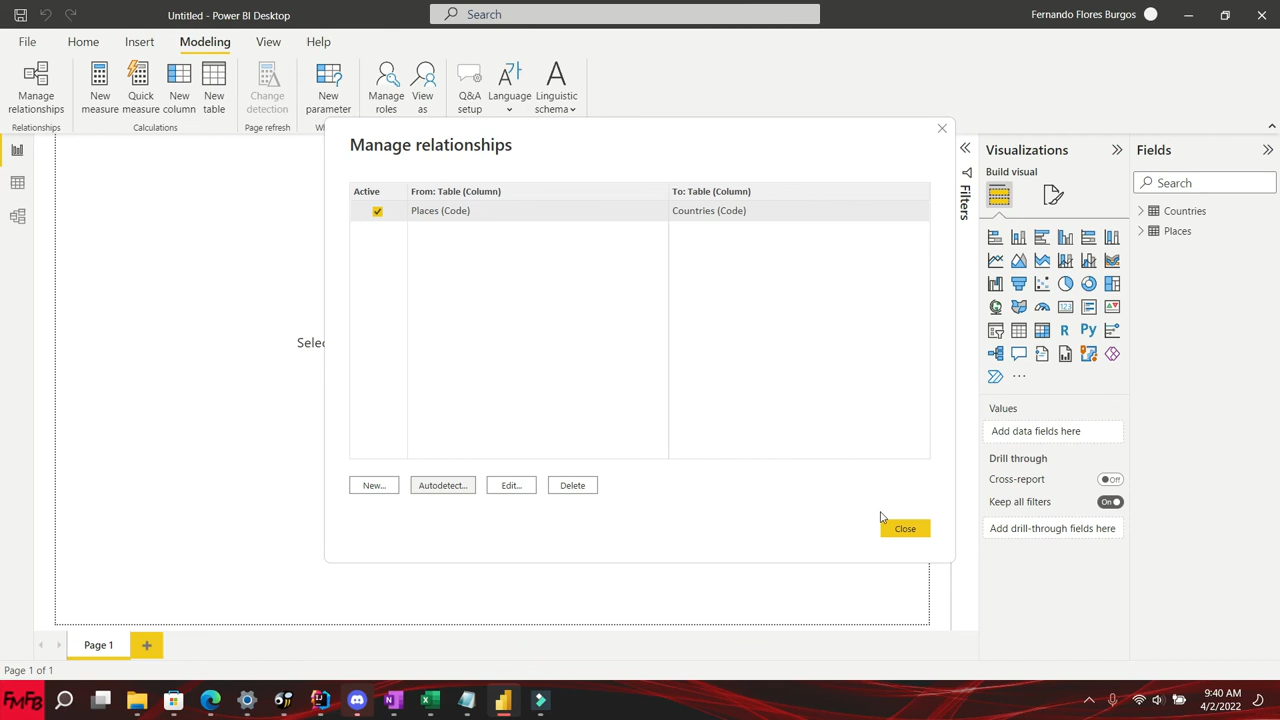 Untitled - Power BI Desktop
Search
Fernando Flores Burgos
File Home Insert Modeling View Help
Manage relationships
New measure
Quick measure
New column
New table
Change detection
New parameter
Manage roles
View as
Q&A setup
Language
Linguistic schema
Relationships
Calculations
Page refresh
Manage relationships
Active From: Table (Column) To: Table (Column)
Places (Code) Countries (Code)
New... Autodetect... Edit... Delete
Close
Selec
Filters
Visualizations
Build visual
R
Py
123
Values
Add data fields here
Drill through
Cross-report Off
Keep all filters On
Add drill-through fields here
Fields
Search
Countries
Places
Page 1
Page 1 of 1
FMFB
9:40 AM
4/2/2022